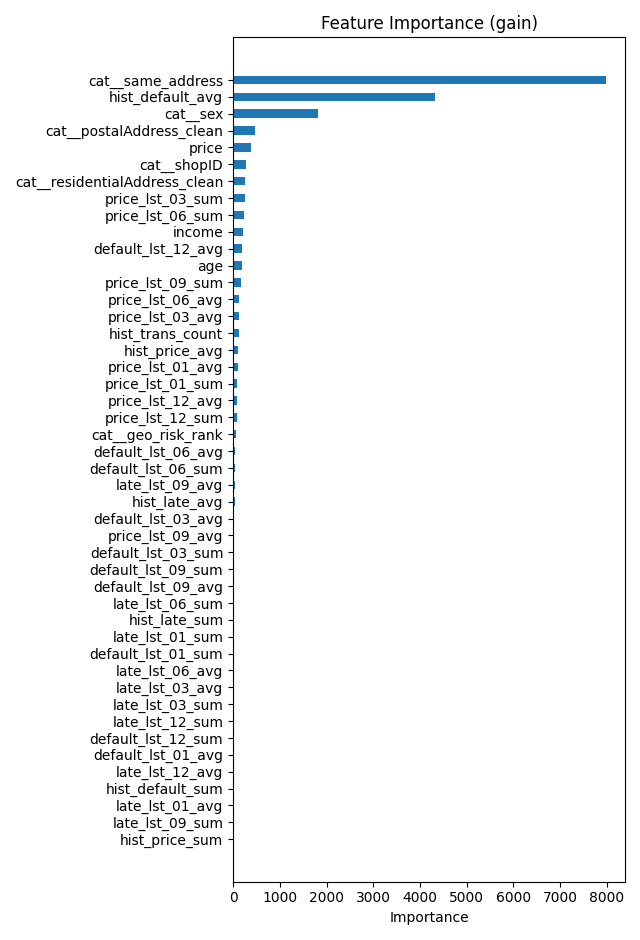 Feature Importance (gain)
cat__same_address
hist_default_avg
cat__sex
cat__postalAddress_clean
price
cat__shopID
cat__residentialAddress_clean
price_lst_03_sum
price_lst_06_sum
income
default_lst_12_avg
age
price_lst_09_sum
price_lst_06_avg
price_lst_03_avg
hist_trans_count
hist_price_avg
price_lst_01_avg
price_lst_01_sum
price_lst_12_avg
price_lst_12_sum
cat__geo_risk_rank
default_lst_06_avg
default_lst_06_sum
late_lst_09_avg
hist_late_avg
default_lst_03_avg
price_lst_09_avg
default_lst_03_sum
default_lst_09_sum
default_lst_09_avg
late_lst_06_sum
hist_late_sum
late_lst_01_sum
default_lst_01_sum
late_lst_06_avg
late_lst_03_avg
late_lst_03_sum
late_lst_12_sum
default_lst_12_sum
default_lst_01_avg
late_lst_12_avg
hist_default_sum
late_lst_01_avg
late_lst_09_sum
hist_price_sum
0 1000 2000 3000 4000 5000 6000 7000 8000
Importance